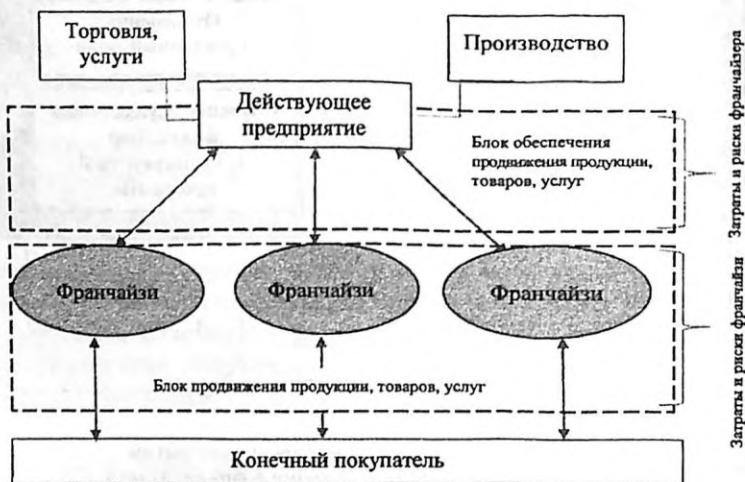 Торговля,
услуги
Производство
Действующее
предприятие
Блок обеспечения
продвижения продукции,
товаров, услуг
Затраты и риски франчайзера
Франчайзи
Франчайзи
Франчайзи
Блок продвижения продукции, товаров, услуг
Затраты и риски франчайзи
Конечный покупатель